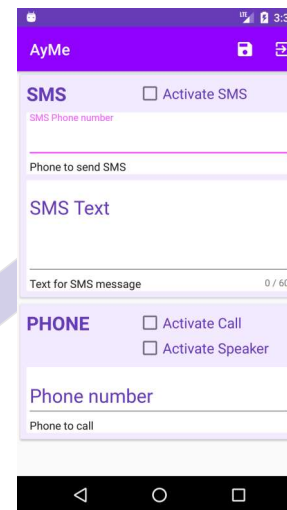 LTE 3:3
AyMe
SMS Activate SMS
SMS Phone number
Phone to send SMS
SMS Text
Text for SMS message 0 / 60
PHONE Activate Call
Activate Speaker
Phone number
Phone to call